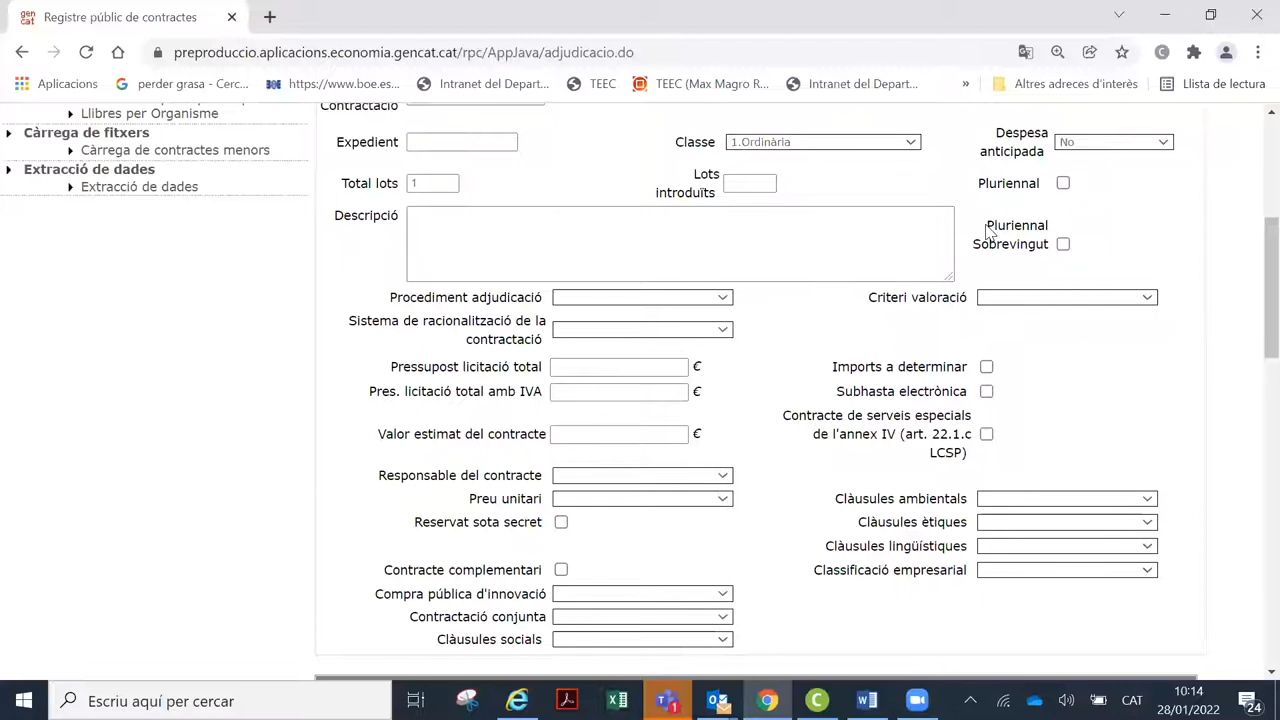 Registre públic de contractes
preproduccio.aplicacions.economia.gencat.cat/rpc/AppJava/adjudicacio.do
Aplicacions
perder grasa - Cerc...
https://www.boe.es...
Intranet del Depart...
TEEC
TEEC (Max Magro R...
Intranet del Depart...
»
Altres adreces d'interès
Llista de lectura
Llibres per Organisme
Càrrega de fitxers
Càrrega de contractes menors
Extracció de dades
Extracció de dades
Contractació
Expedient
Classe
1.Ordinària
Despesa
anticipada
No
Total lots
1
Lots
introduïts
Pluriennal
Descripció
Pluriennal
Sobrevingut
Procediment adjudicació
Criteri valoració
Sistema de racionalització de la
contractació
Pressupost licitació total
€
Imports a determinar
Pres. licitació total amb IVA
€
Subhasta electrònica
Valor estimat del contracte
€
Contracte de serveis especials
de l'annex IV (art. 22.1.c
LCSP)
Responsable del contracte
Preu unitari
Clàusules ambientals
Reservat sota secret
Clàusules ètiques
Clàusules lingüístiques
Contracte complementari
Classificació empresarial
Compra pública d'innovació
Contractació conjunta
Clàusules socials
Escriu aquí per cercar
CAT
10:14
28/01/2022
24